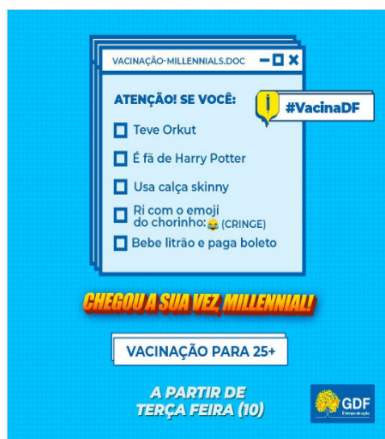 VACINAÇÃO-MILLENNIALS.DOC
ATENÇÃO! SE VOCÊ:
#VacinaDF
Teve Orkut
É fã de Harry Potter
Usa calça skinny
Ri com o emoji
do chorinho:😂 (CRINGE)
Bebe litrão e paga boleto
CHEGOU A SUA VEZ, MILLENNIAL!
VACINAÇÃO PARA 25+
A PARTIR DE
TERÇA FEIRA (10)
GDF